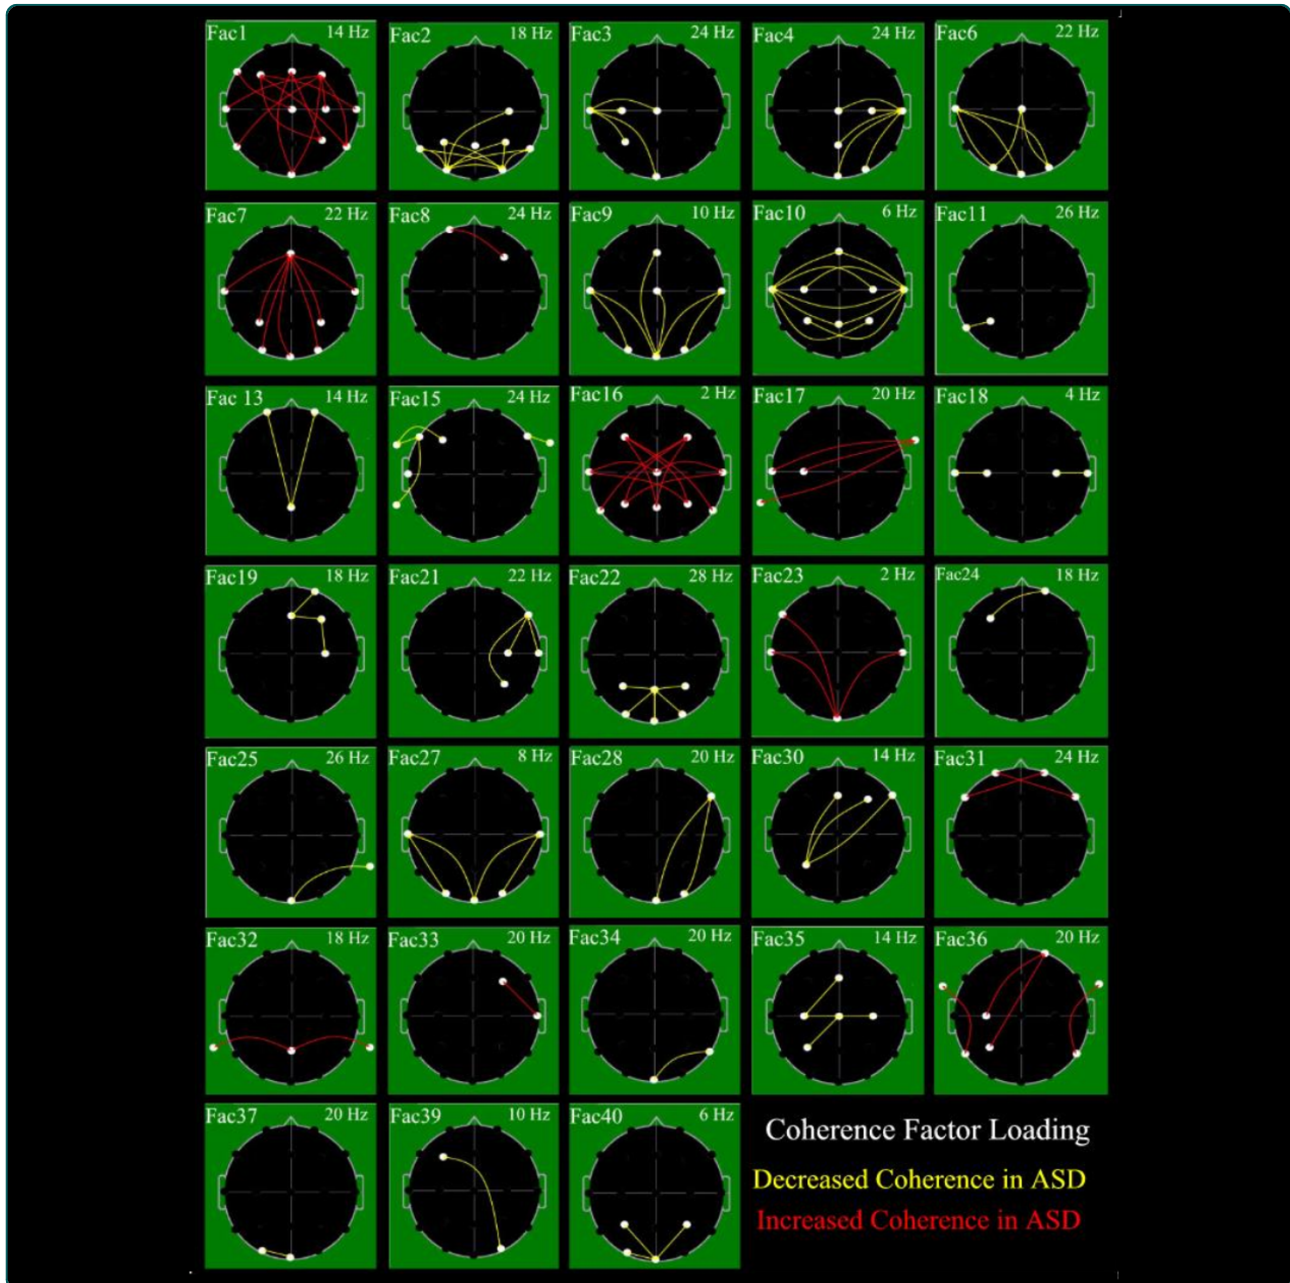 Fac1 14 Hz
Fac2 18 Hz
Fac3 24 Hz
Fac4 24 Hz
Fac6 22 Hz
Fac7 22 Hz
Fac8 24 Hz
Fac9 10 Hz
Fac10 6 Hz
Fac11 26 Hz
Fac 13 14 Hz
Fac15 24 Hz
Fac16 2 Hz
Fac17 20 Hz
Fac18 4 Hz
Fac19 18 Hz
Fac21 22 Hz
Fac22 28 Hz
Fac23 2 Hz
Fac24 18 Hz
Fac25 26 Hz
Fac27 8 Hz
Fac28 20 Hz
Fac30 14 Hz
Fac31 24 Hz
Fac32 18 Hz
Fac33 20 Hz
Fac34 20 Hz
Fac35 14 Hz
Fac36 20 Hz
Fac37 20 Hz
Fac39 10 Hz
Fac40 6 Hz
Coherence Factor Loading
Decreased Coherence in ASD
Increased Coherence in ASD